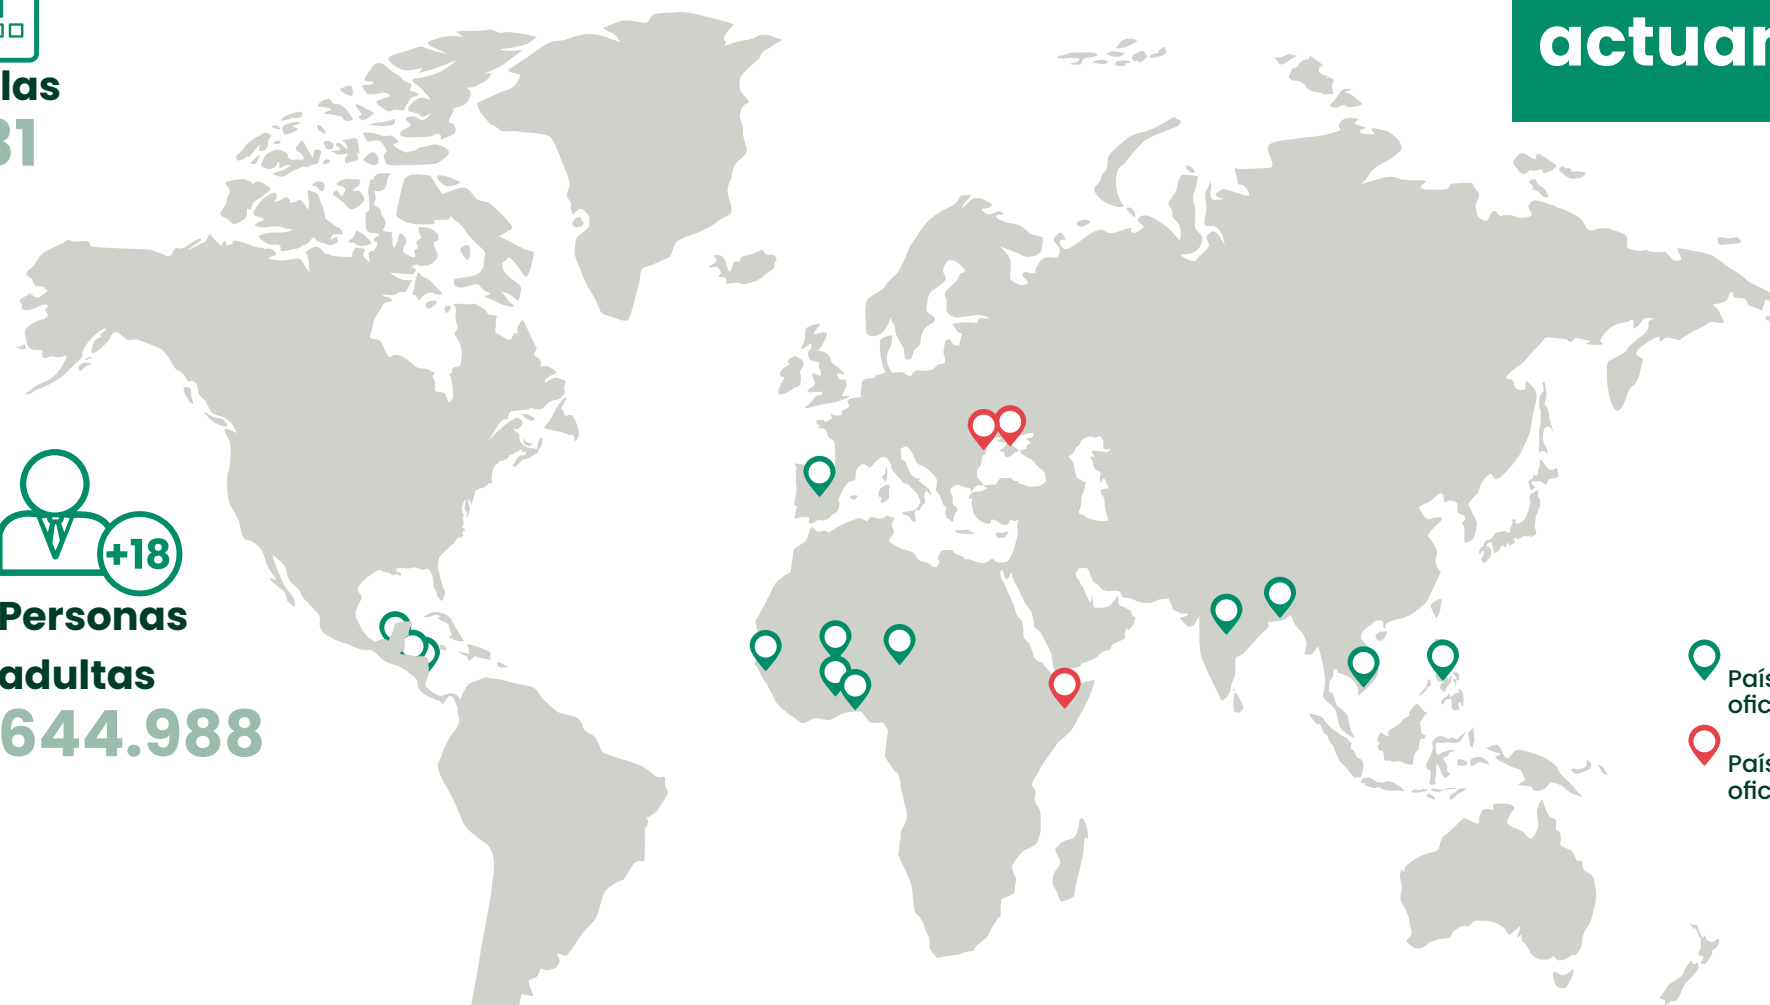 actuar
las
31
+18
Personas
adultas
644.988
País
ofic
País
ofic